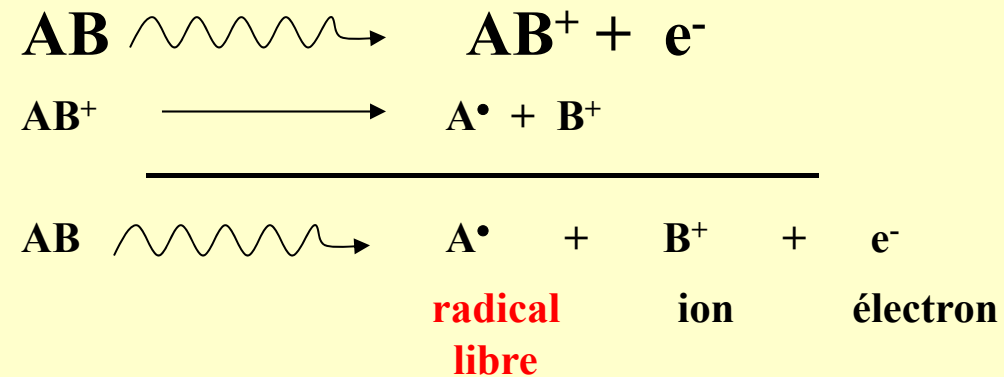 AB AB⁺ + e⁻
AB⁺ A• + B⁺
AB A• + B⁺ + e⁻
radical ion électron
libre